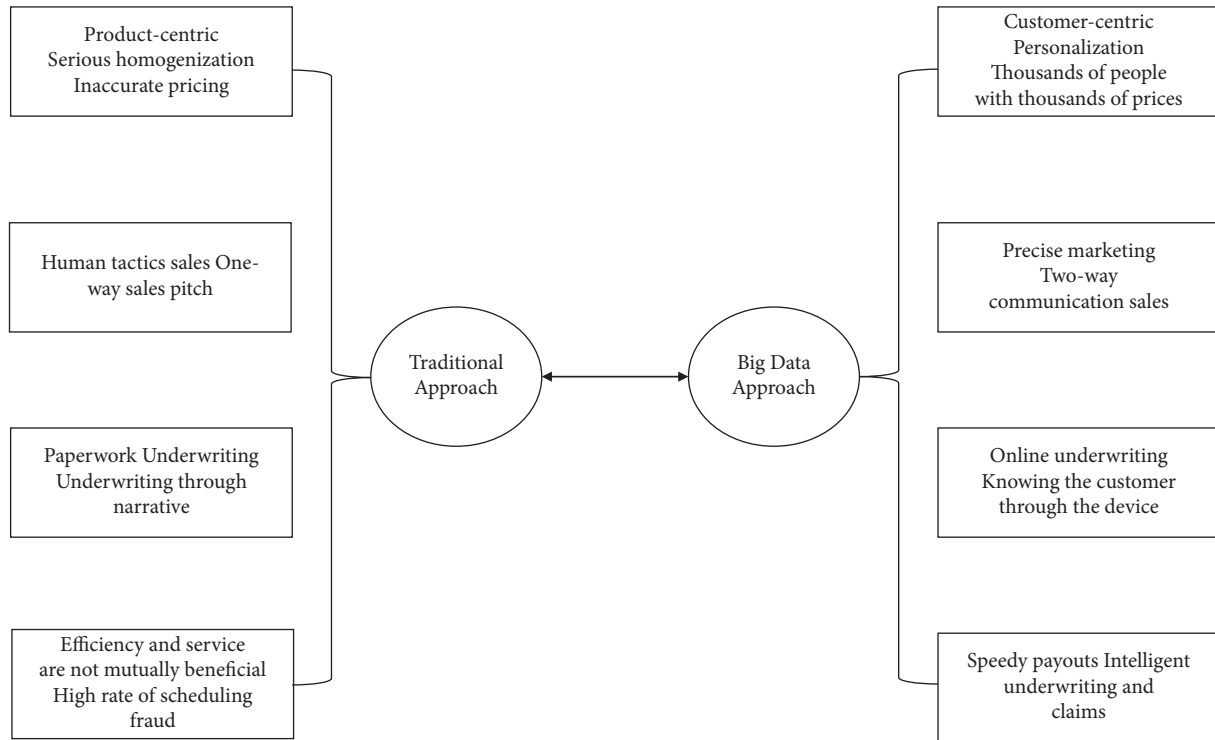 Product-centric
Serious homogenization
Inaccurate pricing
Human tactics sales One-
way sales pitch
Paperwork Underwriting
Underwriting through
narrative
Efficiency and service
are not mutually beneficial
High rate of scheduling
fraud
Traditional
Approach
Big Data
Approach
Customer-centric
Personalization
Thousands of people
with thousands of prices
Precise marketing
Two-way
communication sales
Online underwriting
Knowing the customer
through the device
Speedy payouts Intelligent
underwriting and
claims